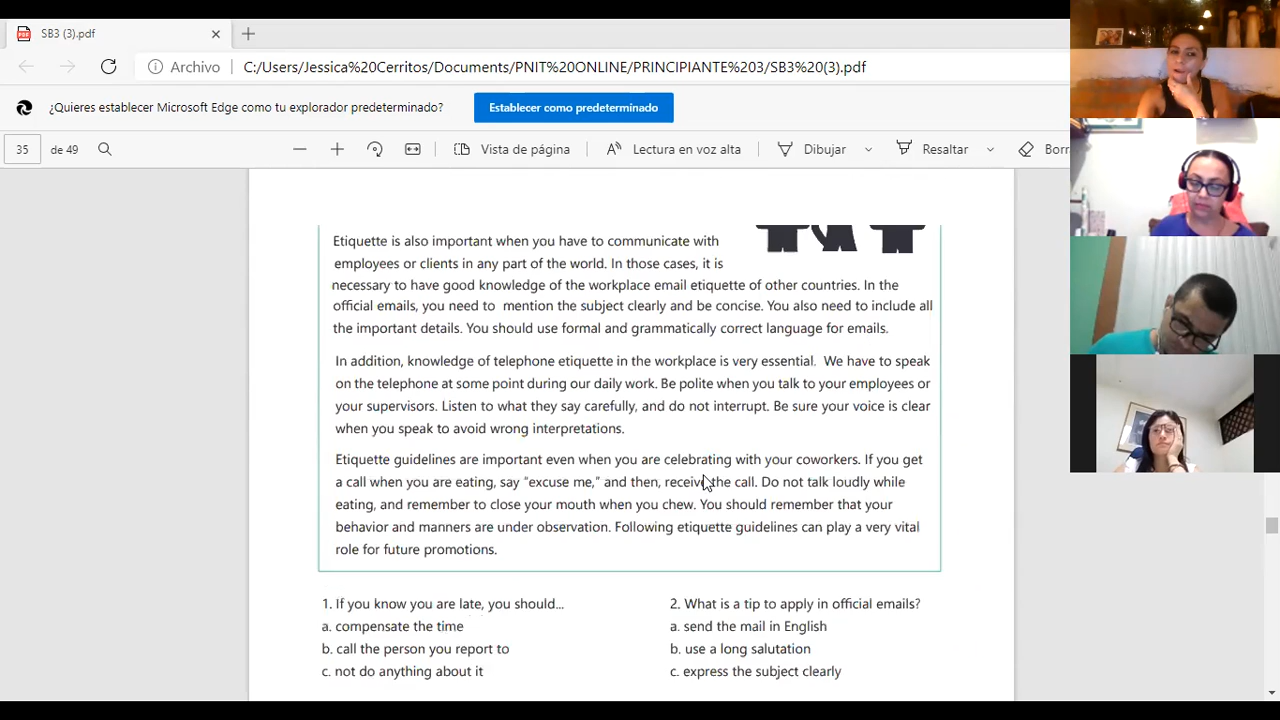 SB3 (3).pdf
Archivo C:/Users/Jessica%20Cerritos/Documents/PNIT%20ONLINE/PRINCIPIANTE%203/SB3%20(3).pdf
¿Quieres establecer Microsoft Edge como tu explorador predeterminado? Establecer como predeterminado
35 de 49 Vista de página Lectura en voz alta Dibujar Resaltar Borr
Etiquette is also important when you have to communicate with
employees or clients in any part of the world. In those cases, it is
necessary to have good knowledge of the workplace email etiquette of other countries. In the
official emails, you need to mention the subject clearly and be concise. You also need to include all
the important details. You should use formal and grammatically correct language for emails.
In addition, knowledge of telephone etiquette in the workplace is very essential. We have to speak
on the telephone at some point during our daily work. Be polite when you talk to your employees or
your supervisors. Listen to what they say carefully, and do not interrupt. Be sure your voice is clear
when you speak to avoid wrong interpretations.
Etiquette guidelines are important even when you are celebrating with your coworkers. If you get
a call when you are eating, say "excuse me," and then, receive the call. Do not talk loudly while
eating, and remember to close your mouth when you chew. You should remember that your
behavior and manners are under observation. Following etiquette guidelines can play a very vital
role for future promotions.
1. If you know you are late, you should...
a. compensate the time
b. call the person you report to
c. not do anything about it
2. What is a tip to apply in official emails?
a. send the mail in English
b. use a long salutation
c. express the subject clearly